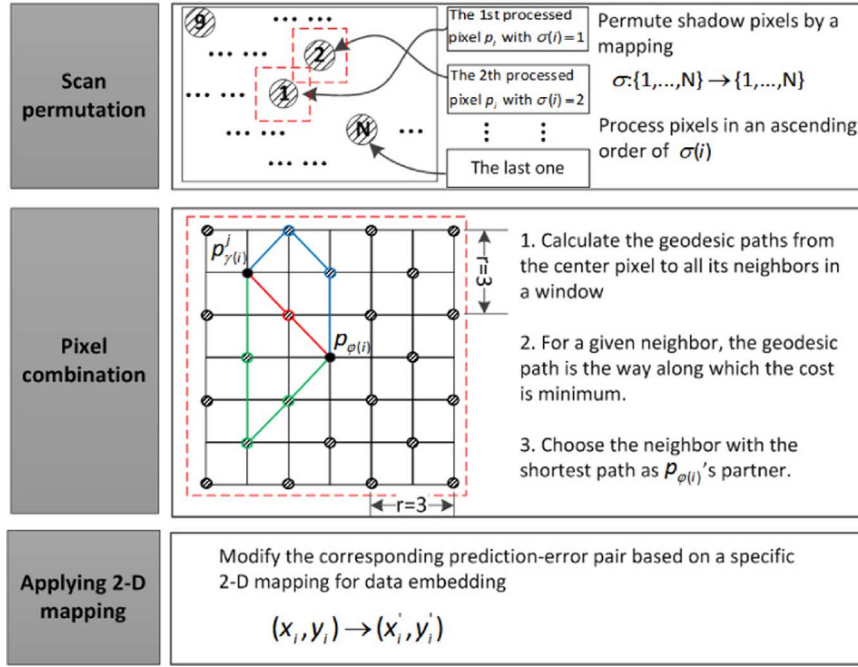 Scan
permutation
9
2
1
N
The 1st processed
pixel pᵢ with σ(i)=1
The 2th processed
pixel pⱼ with σ(i)=2
The last one
Permute shadow pixels by a
mapping
σ:{1,...,N}→{1,...,N}
Process pixels in an ascending
order of σ(i)
Pixel
combination
p^j_γ(i)
p_φ(i)
r=3
r=3
1. Calculate the geodesic paths from
the center pixel to all its neighbors in
a window
2. For a given neighbor, the geodesic
path is the way along which the cost
is minimum.
3. Choose the neighbor with the
shortest path as p_φ(i)'s partner.
Applying 2-D
mapping
Modify the corresponding prediction-error pair based on a specific
2-D mapping for data embedding
(xᵢ,yᵢ)→(xᵢ',yᵢ')